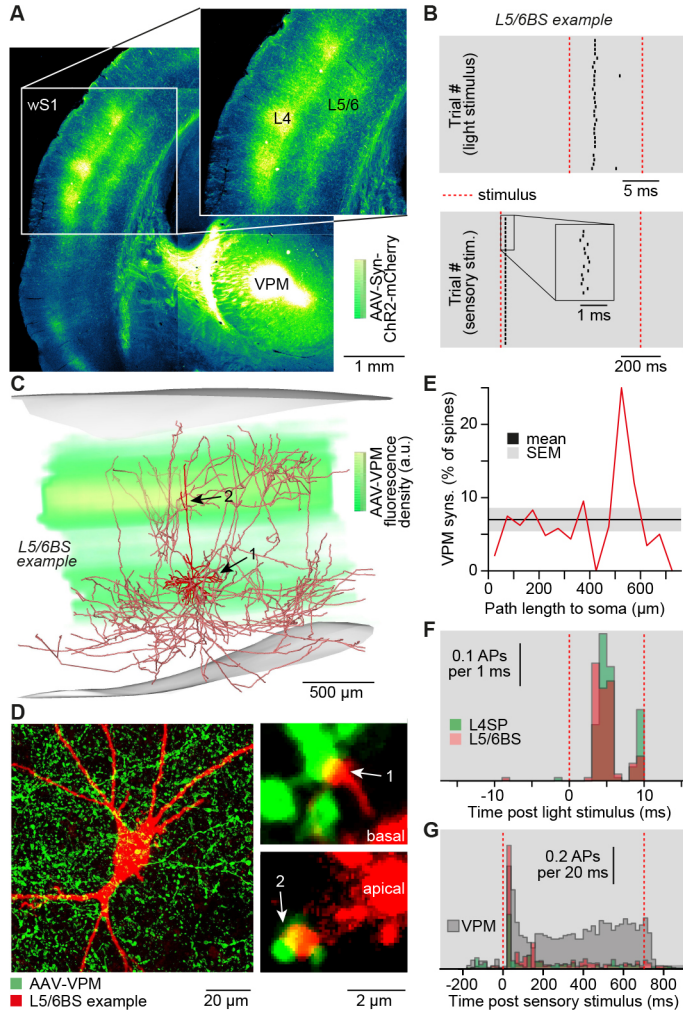 A
wS1
L4
L5/6
VPM
AAV-Syn-
ChR2-mCherry
1 mm
B
L5/6BS example
Trial #
(light stimulus)
5 ms
stimulus
Trial #
(sensory stim.)
1 ms
200 ms
C
2
1
L5/6BS
example
AAV-VPM
fluorescence
density (a.u.)
500 µm
D
AAV-VPM
L5/6BS example
20 µm
1
basal
apical
2
2 µm
E
VPM syns. (% of spines)
20
10
0
mean
SEM
0 200 400 600
Path length to soma (µm)
F
0.1 APs
per 1 ms
L4SP
L5/6BS
-10 0 10
Time post light stimulus (ms)
G
0.2 APs
per 20 ms
VPM
-200 0 200 400 600 800
Time post sensory stimulus (ms)